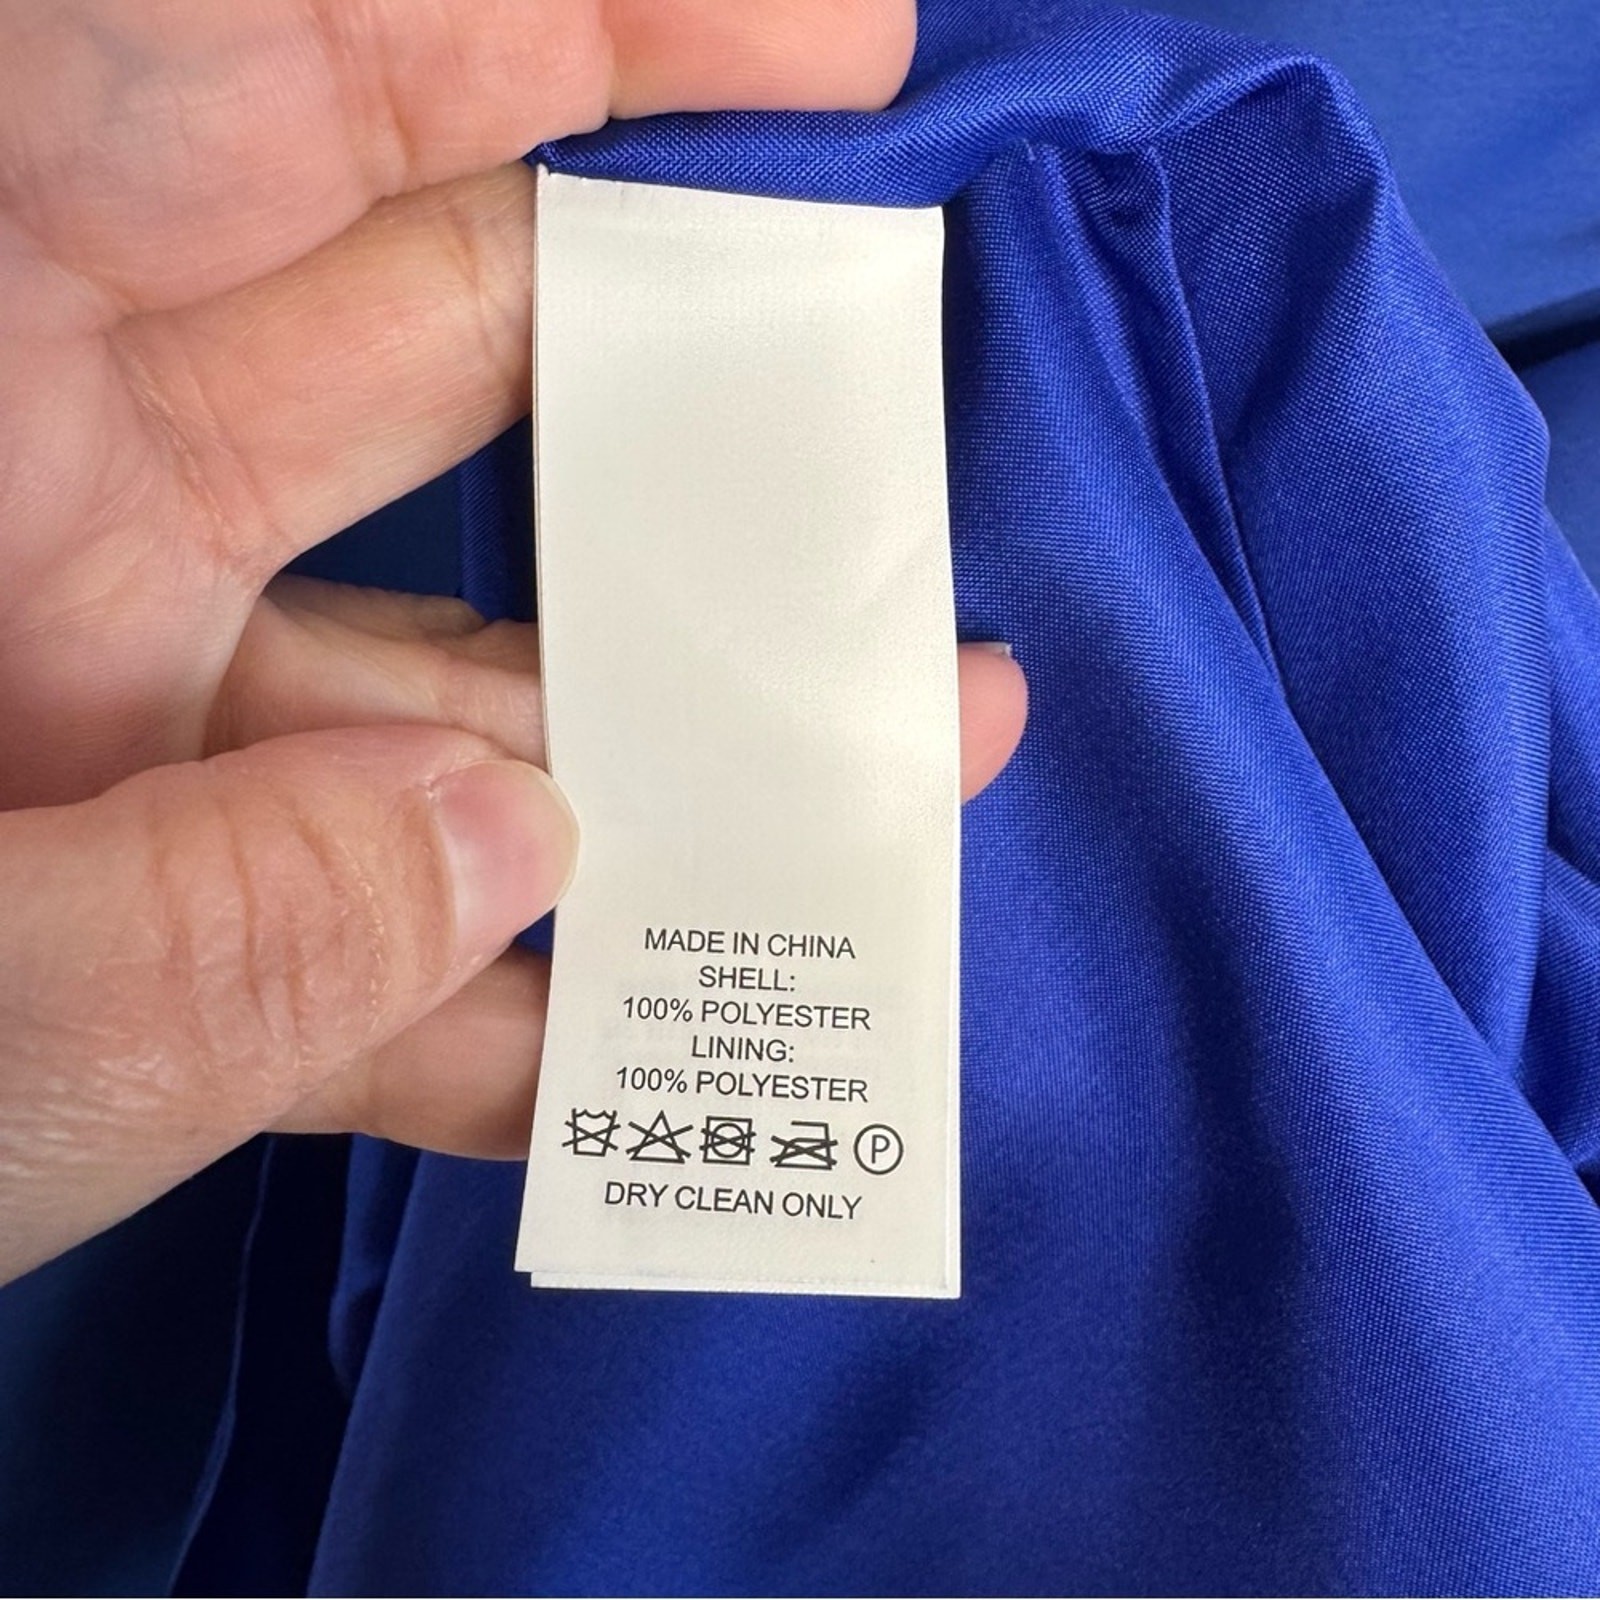 MADE IN CHINA
SHELL:
100% POLYESTER
LINING:
100% POLYESTER
P
DRY CLEAN ONLY